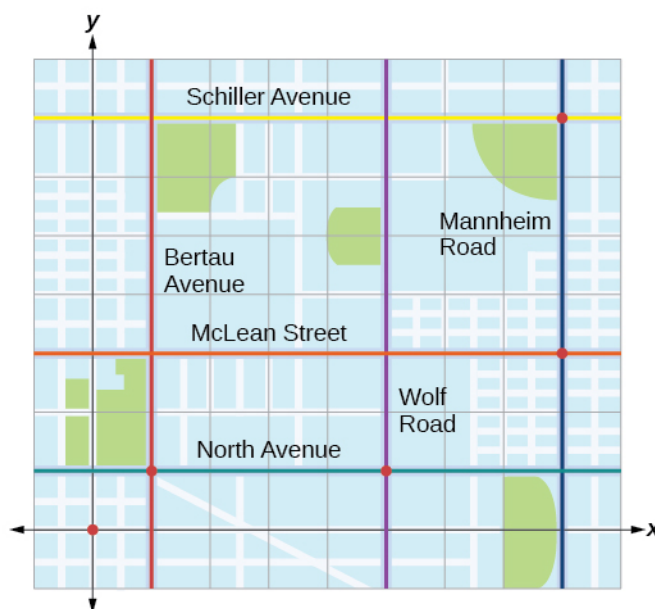 y
Schiller Avenue
Mannheim
Road
Bertau
Avenue
McLean Street
Wolf
Road
North Avenue
x